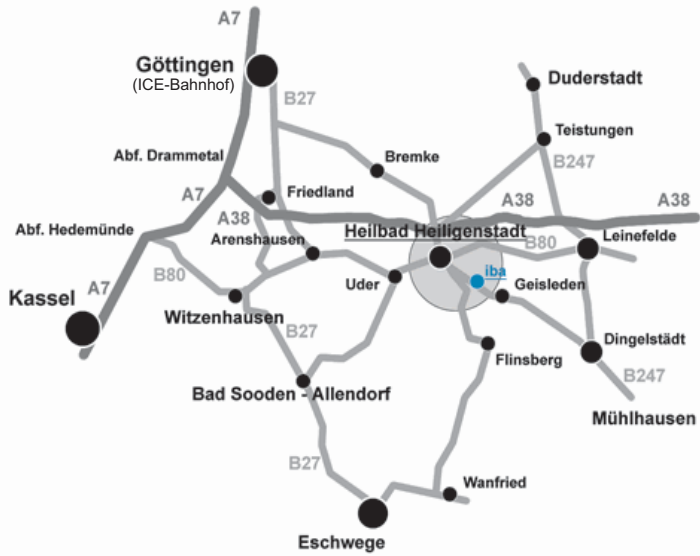 A7
Göttingen
(ICE-Bahnhof)
B27
Duderstadt
Teistungen
Abf. Drammetal
Bremke
B247
A7
Friedland
A38
A38
A38
Abf. Hedemünde
Arenshausen
Heilbad Heiligenstadt
B80
Leinefelde
B80
Uder
iba
Geisleden
A7
Kassel
Witzenhausen
B27
Flinsberg
Dingelstädt
B247
Bad Sooden - Allendorf
Mühlhausen
B27
Wanfried
Eschwege